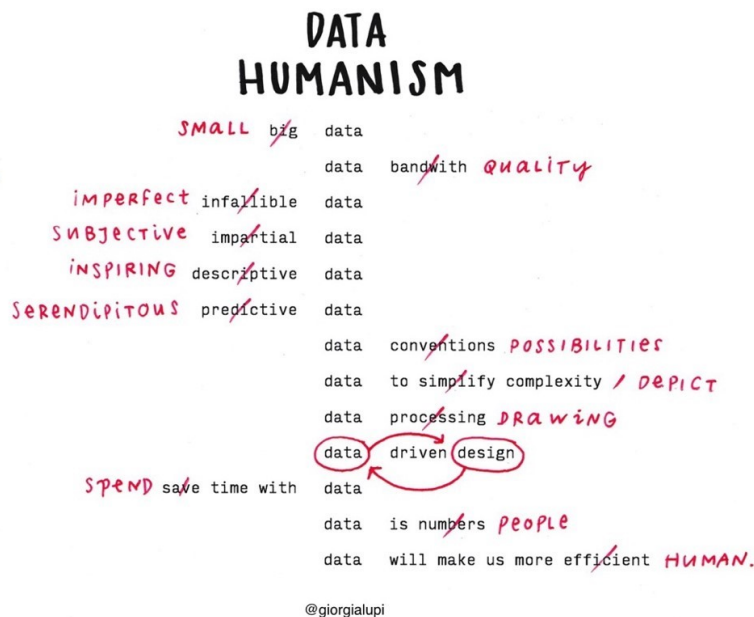 DATA
HUMANISM
SMALL big data
data bandwith QUALITY
IMPERFECT infallible data
SUBJECTIVE impartial data
INSPIRING descriptive data
SERENDIPITOUS predictive data
data conventions POSSIBILITIES
data to simplify complexity / DEPICT
data processing DRAWING
data driven design
SPEND save time with data
data is numbers PEOPLE
data will make us more efficient HUMAN.
@giorgialupi